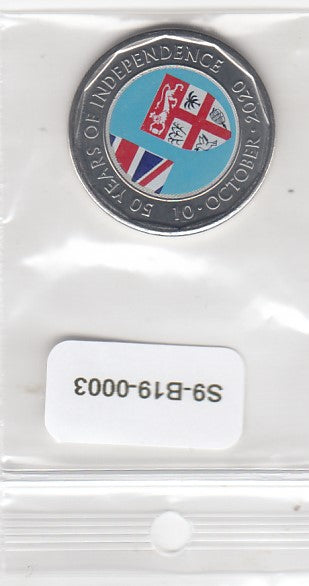 50 YEARS OF INDEPENDENCE
10 · OCTOBER · 2020
S9-B19-0003